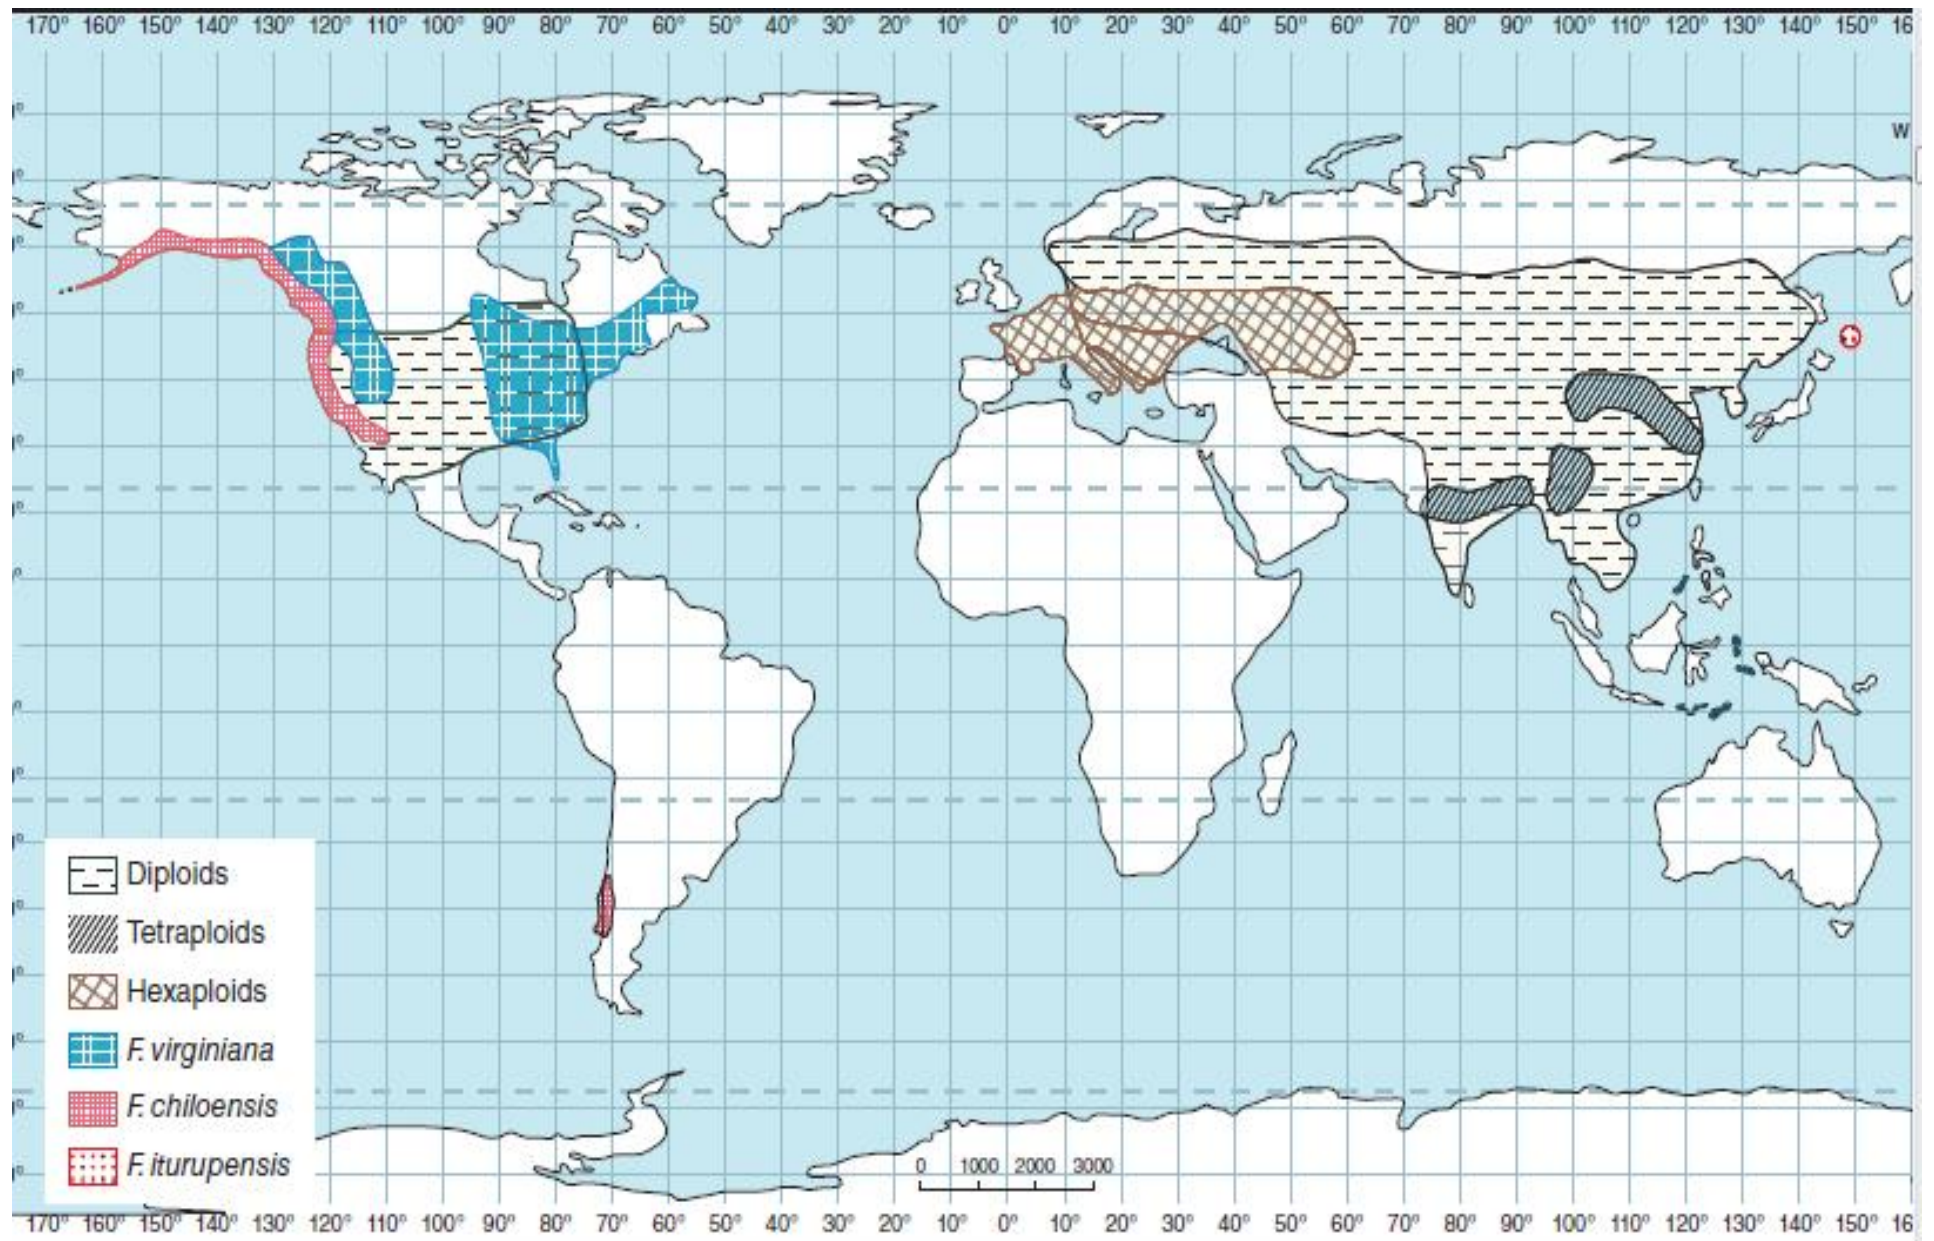 170° 160° 150° 140° 130° 120° 110° 100° 90° 80° 70° 60° 50° 40° 30° 20° 10° 0° 10 20° 30° 40° 50° 60° 70° 80° 90° 100° 110° 120° 130° 140° 150° 16
W
Diploids
Tetraploids
Hexaploids
F. virginiana
F. chiloensis
F. iturupensis
0 1000 2000 3000
170° 160° 150° 140° 130° 120° 110° 100° 90° 80° 70° 60° 50° 40° 30° 20° 10° 0° 10° 20° 30° 40° 50° 60° 70° 80° 90° 100° 110° 120° 130° 140° 150° 16